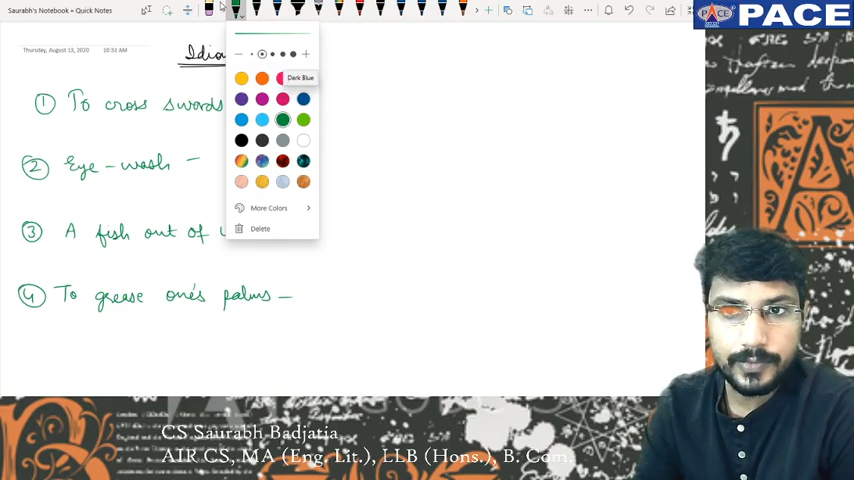 Saurabh's Notebook » Quick Notes
PACE
PACE
Thursday, August 13, 2020 10:31 AM
Dark Blue
① To cross swords
② Eye-wash -
③ A fish out of
④ To grease one's palms -
More Colors
Delete
A
CS Saurabh Badjatia
AIR CS, MA (Eng. Lit.), LLB (Hons.), B. Com.